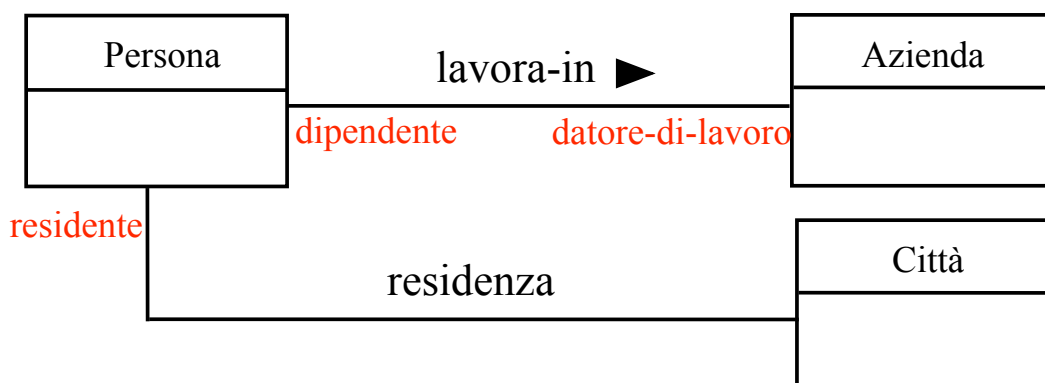 Persona
lavora-in ►
Azienda
dipendente
datore-di-lavoro
residente
residenza
Città